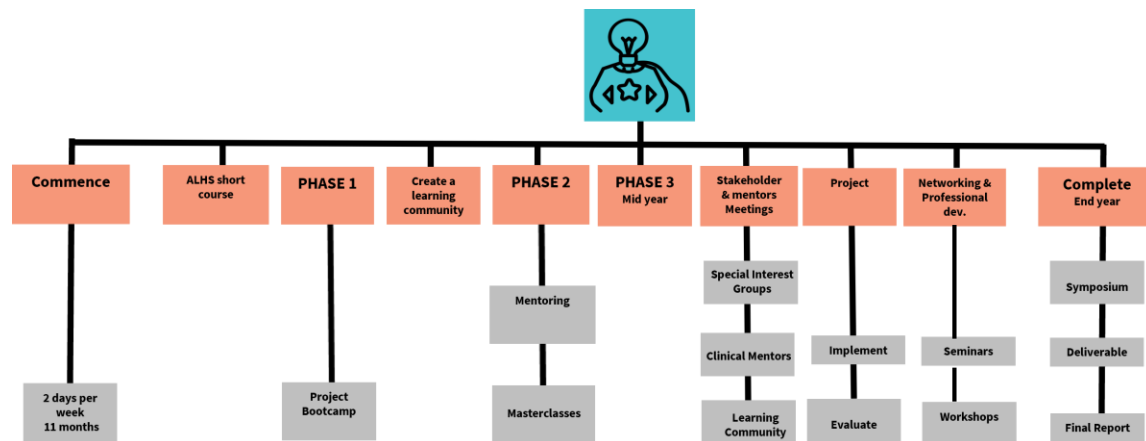 Commence
ALHS short
course
PHASE 1
Create a
learning
community
PHASE 2
PHASE 3
Mid year
Stakeholder
& mentors
Meetings
Project
Networking &
Professional
dev.
Complete
End year
2 days per
week
11 months
Project
Bootcamp
Mentoring
Masterclasses
Special Interest
Groups
Clinical Mentors
Learning
Community
Implement
Evaluate
Seminars
Workshops
Symposium
Deliverable
Final Report